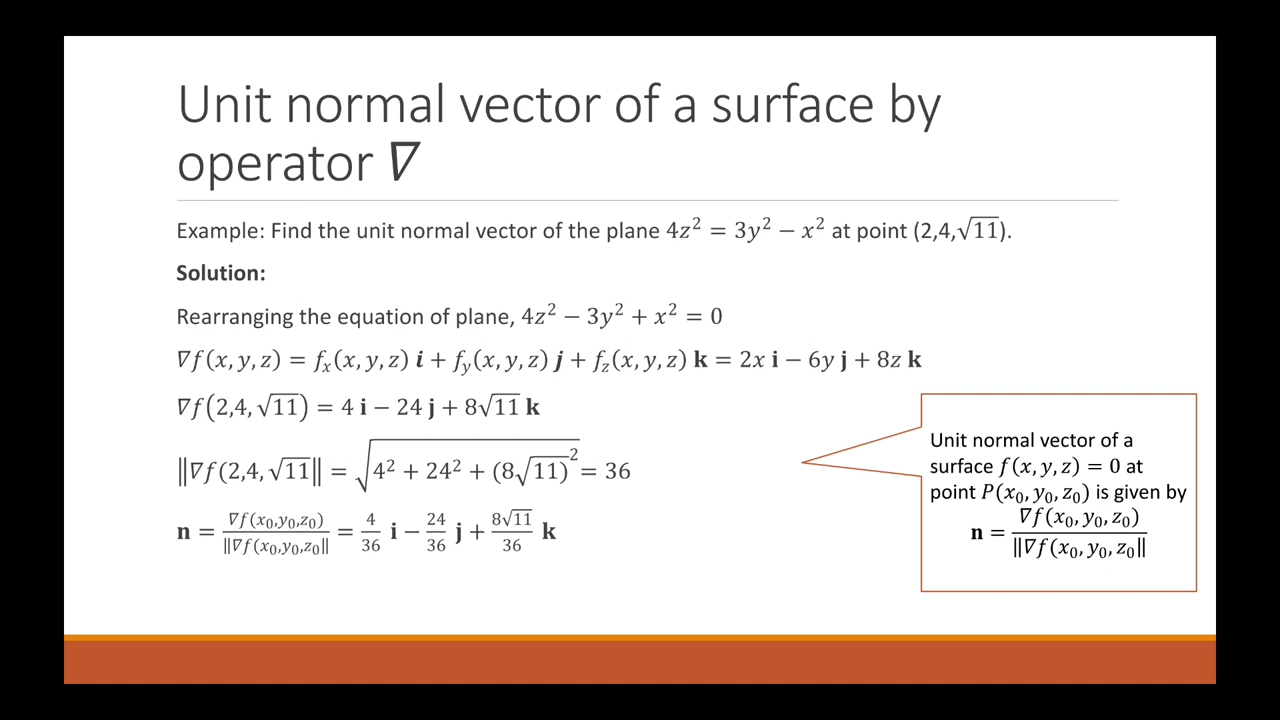 Unit normal vector of a surface by
operator ∇
Example: Find the unit normal vector of the plane 4z² = 3y² − x² at point (2,4,√11).
Solution:
Rearranging the equation of plane, 4z² − 3y² + x² = 0
∇f(x, y, z) = fₓ(x, y, z) i + f_y(x, y, z) j + f_z(x, y, z) k = 2x i − 6y j + 8z k
∇f(2,4, √11) = 4 i − 24 j + 8√11 k
‖∇f(2,4, √11‖ = √(4² + 24² + (8√11)²) = 36
n = ∇f(x₀,y₀,z₀) / ‖∇f(x₀,y₀,z₀‖ = 4/36 i − 24/36 j + 8√11/36 k
Unit normal vector of a
surface f(x, y, z) = 0 at
point P(x₀, y₀, z₀) is given by
n = ∇f(x₀, y₀, z₀) / ‖∇f(x₀, y₀, z₀‖